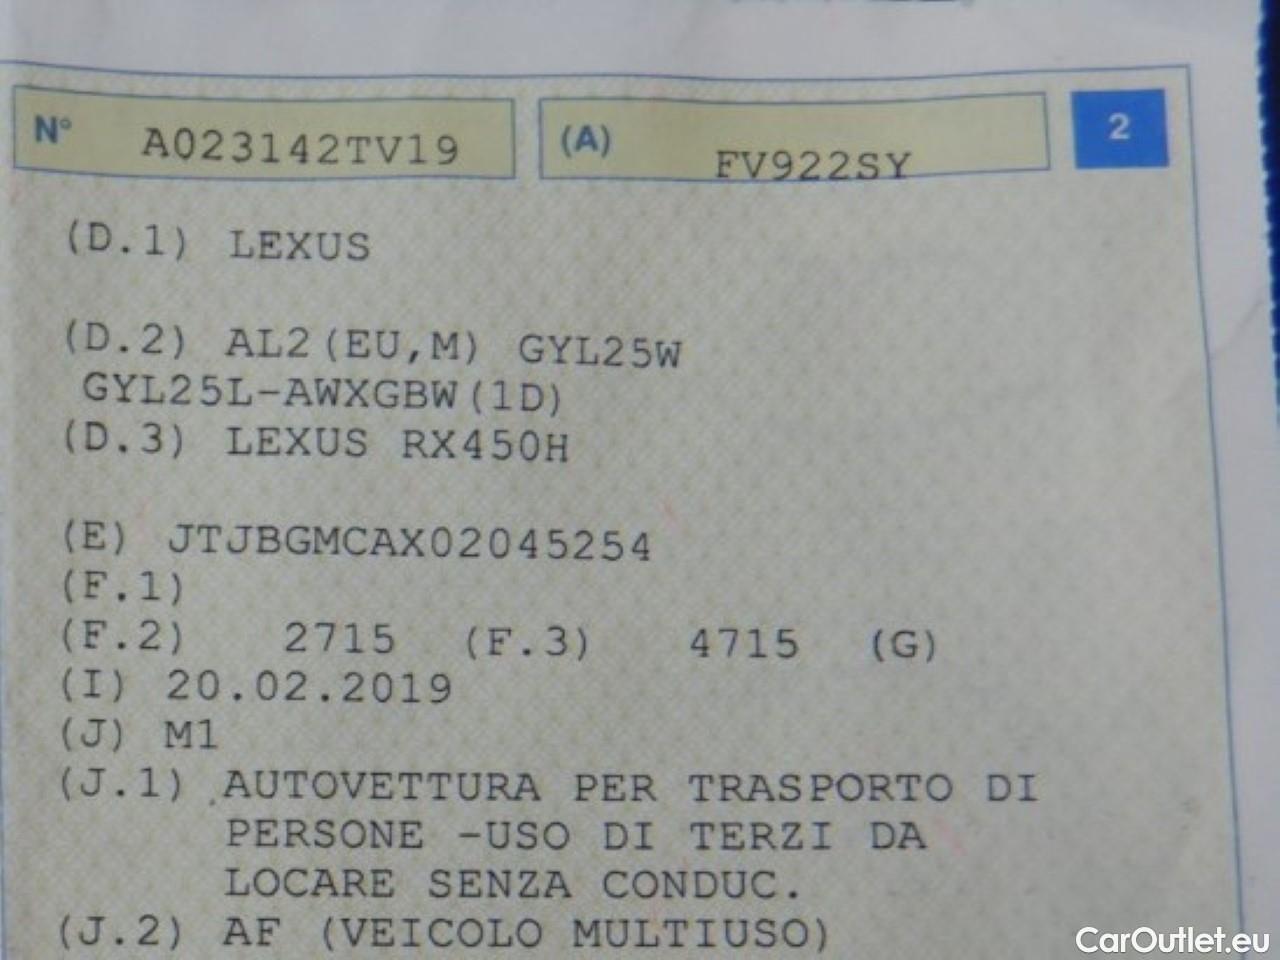 N° A023142TV19 (A) FV922SY 2
(D.1) LEXUS
(D.2) AL2(EU,M) GYL25W
GYL25L-AWXGBW(1D)
(D.3) LEXUS RX450H
(E) JTJBGMCAX02045254
(F.1)
(F.2) 2715 (F.3) 4715 (G)
(I) 20.02.2019
(J) M1
(J.1) AUTOVETTURA PER TRASPORTO DI
PERSONE -USO DI TERZI DA
LOCARE SENZA CONDUC.
(J.2) AF (VEICOLO MULTIUSO)
CarOutlet.eu